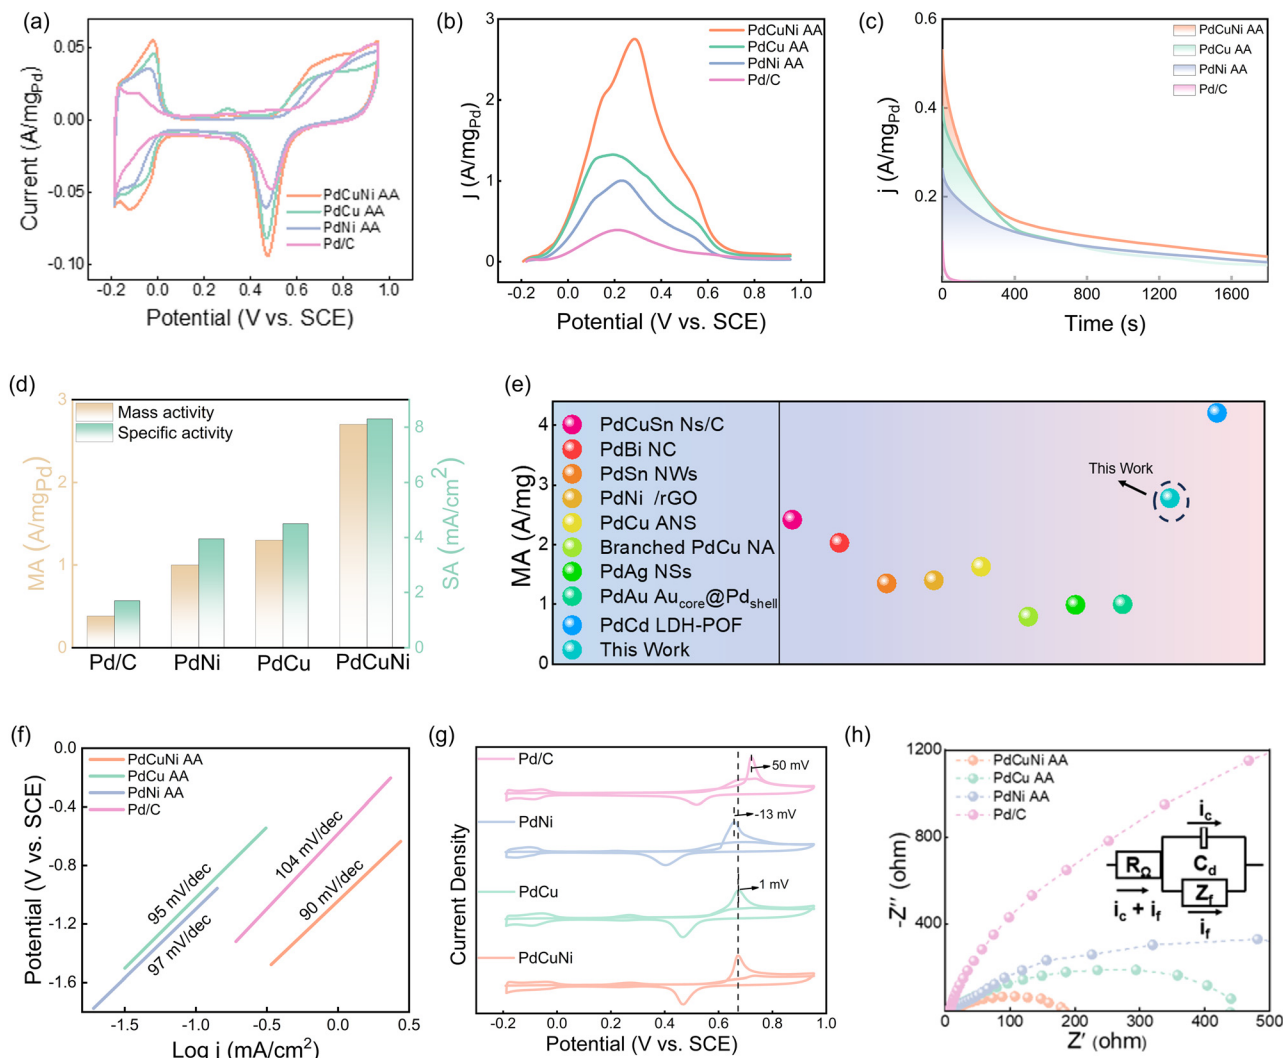 (a)
0.05
0.00
-0.05
-0.10
Current (A/mgPd)
PdCuNi AA
PdCu AA
PdNi AA
Pd/C
-0.2 0.0 0.2 0.4 0.6 0.8 1.0
Potential (V vs. SCE)
(b)
3
2
1
0
j (A/mgPd)
PdCuNi AA
PdCu AA
PdNi AA
Pd/C
-0.2 0.0 0.2 0.4 0.6 0.8 1.0
Potential (V vs. SCE)
(c)
0.6
0.4
0.2
j (A/mgPd)
PdCuNi AA
PdCu AA
PdNi AA
Pd/C
0 400 800 1200 1600
Time (s)
(d)
3
2
1
0
MA (A/mgPd)
Mass activity
Specific activity
8
6
4
2
0
SA (mA/cm2)
Pd/C PdNi PdCu PdCuNi
(e)
4
3
2
1
0
MA (A/mg)
PdCuSn Ns/C
PdBi NC
PdSn NWs
PdNi /rGO
PdCu ANS
Branched PdCu NA
PdAg NSs
PdAu Aucore@Pdshell
PdCd LDH-POF
This Work
This Work
(f)
0.0
-0.4
-0.8
-1.2
-1.6
Potential (V vs. SCE)
PdCuNi AA
PdCu AA
PdNi AA
Pd/C
95 mV/dec
97 mV/dec
104 mV/dec
90 mV/dec
-1.5 -1.0 -0.5 0.0 0.5
Log j (mA/cm2)
(g)
Current Density
Pd/C
50 mV
PdNi
-13 mV
PdCu
1 mV
PdCuNi
-0.2 0.0 0.2 0.4 0.6 0.8 1.0
Potential (V vs. SCE)
(h)
1200
800
400
-Z'' (ohm)
PdCuNi AA
PdCu AA
PdNi AA
Pd/C
ic
RΩ
Cd
Zf
ic + if
if
0 100 200 300 400 500
Z' (ohm)